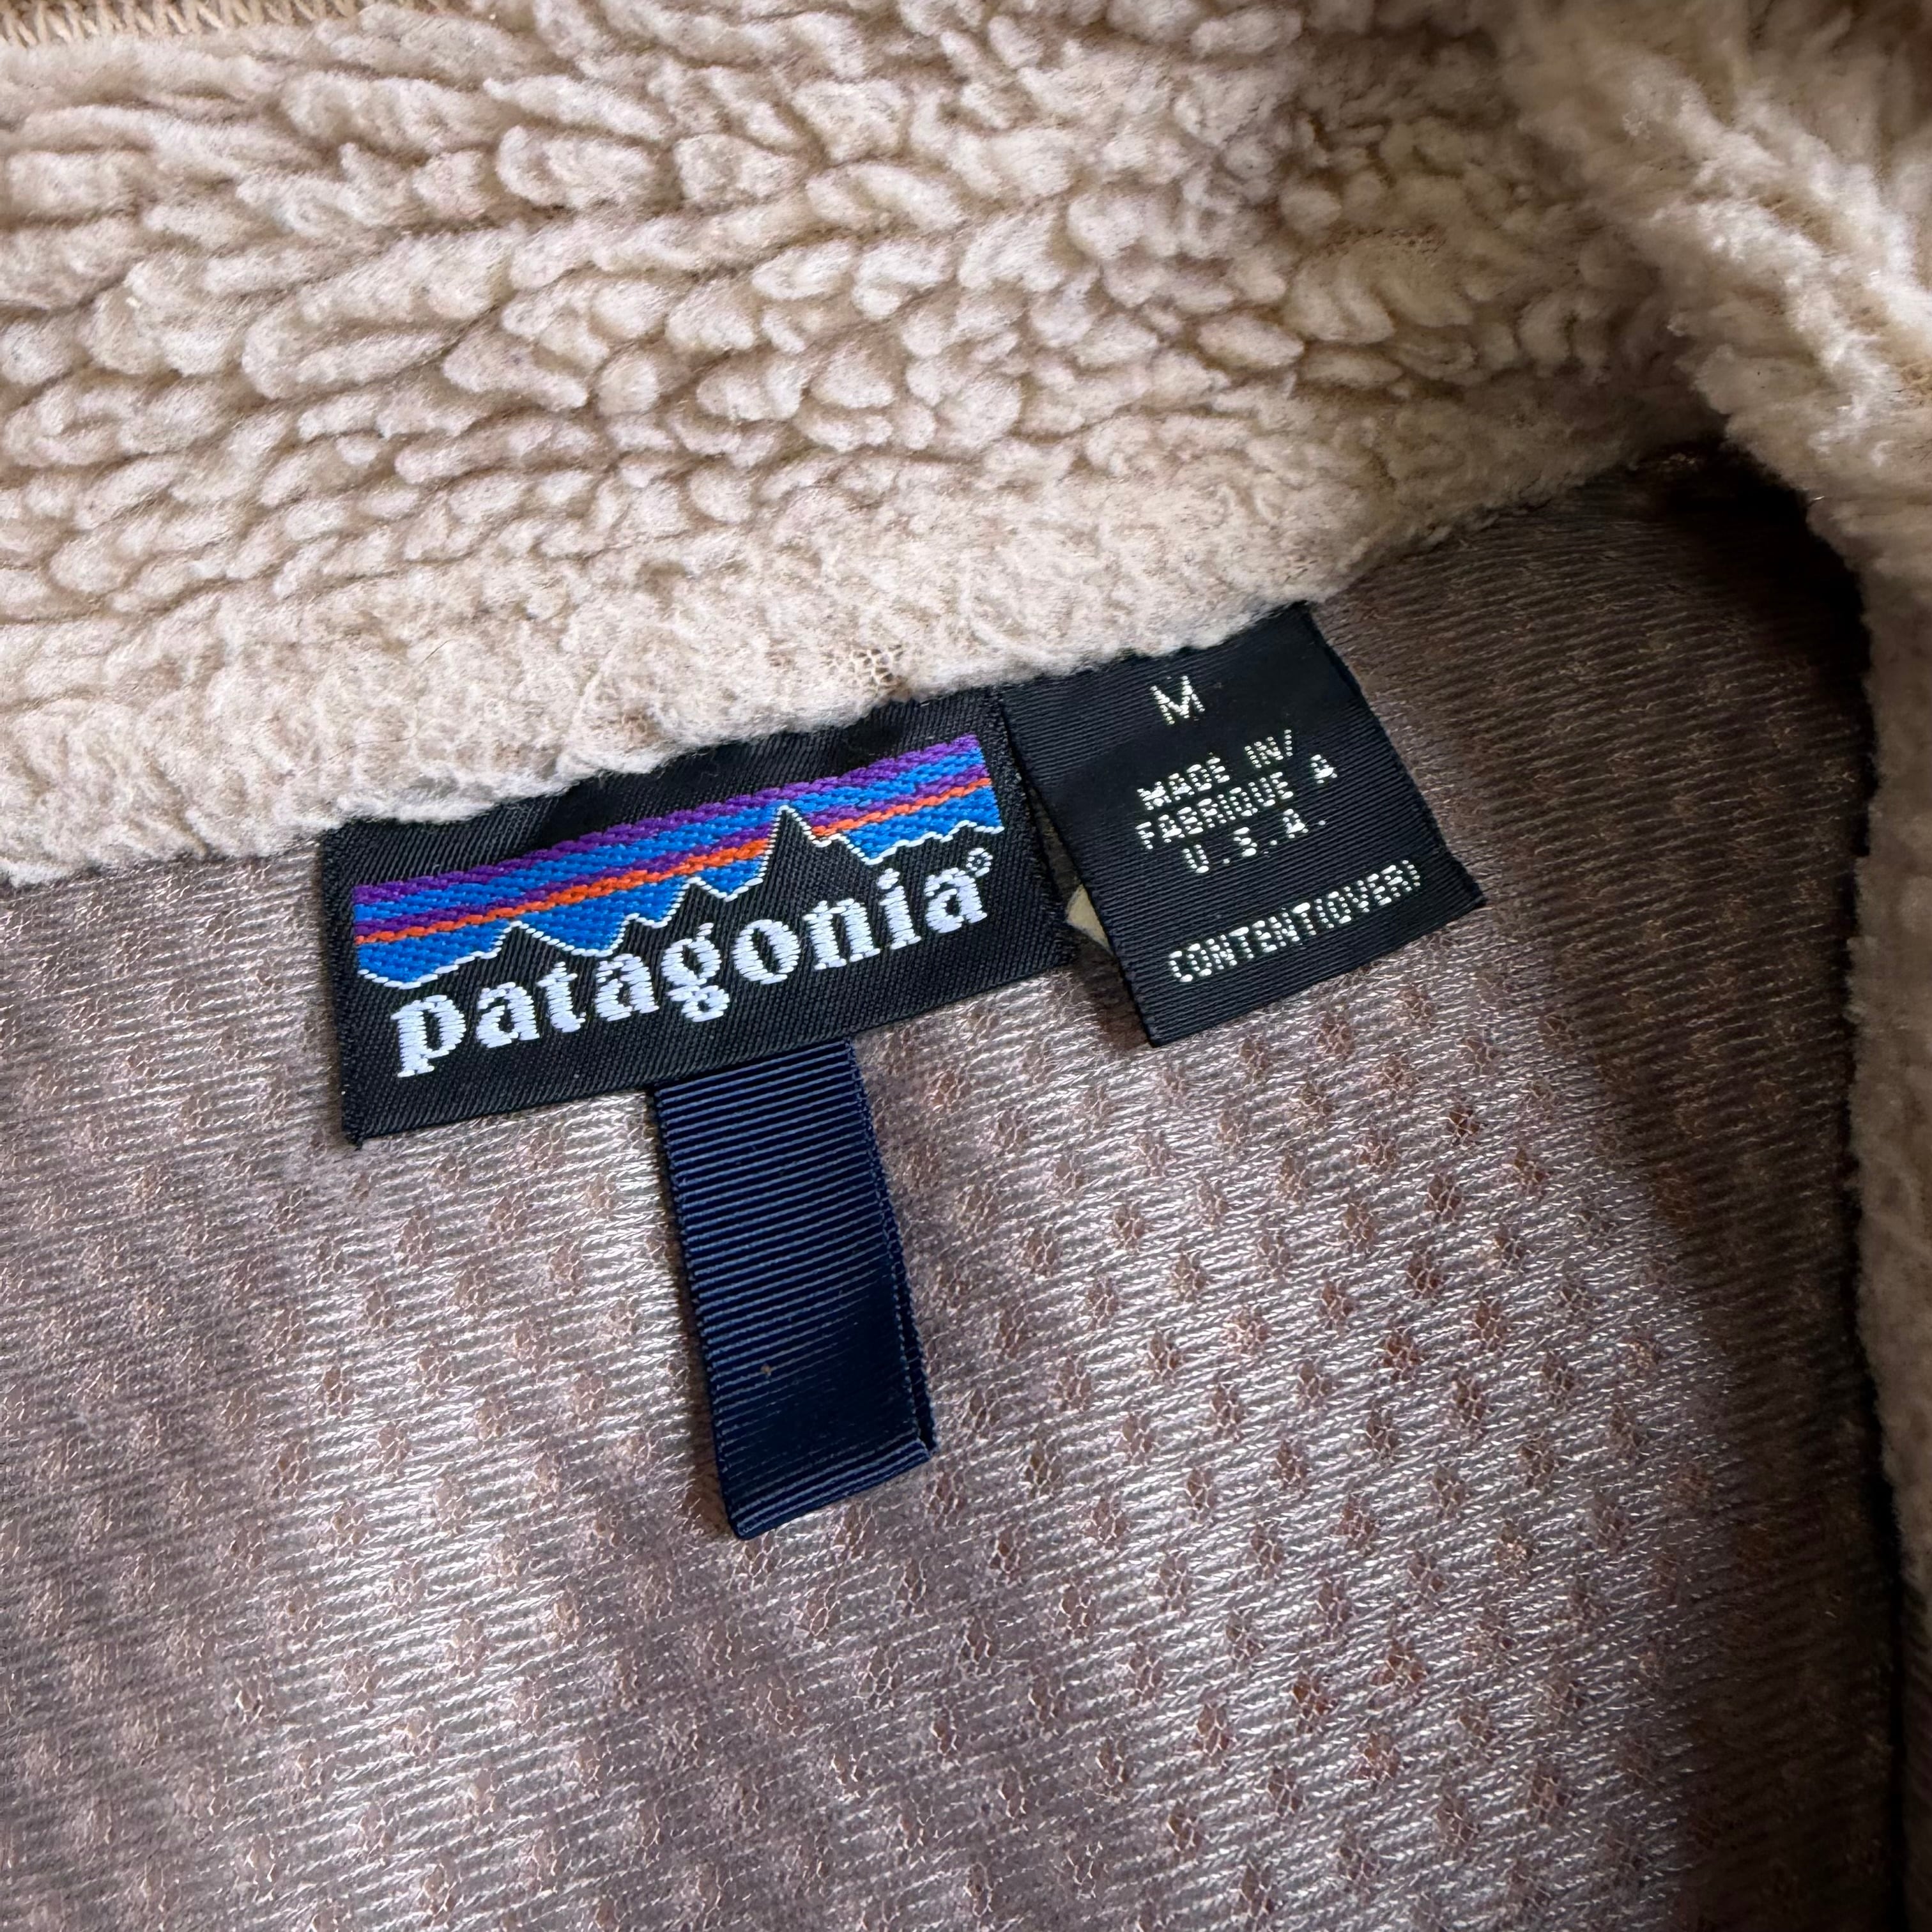 patagonia®
M
MADE IN/
FABRIQUE A
U.S.A.
CONTENT(OVER)